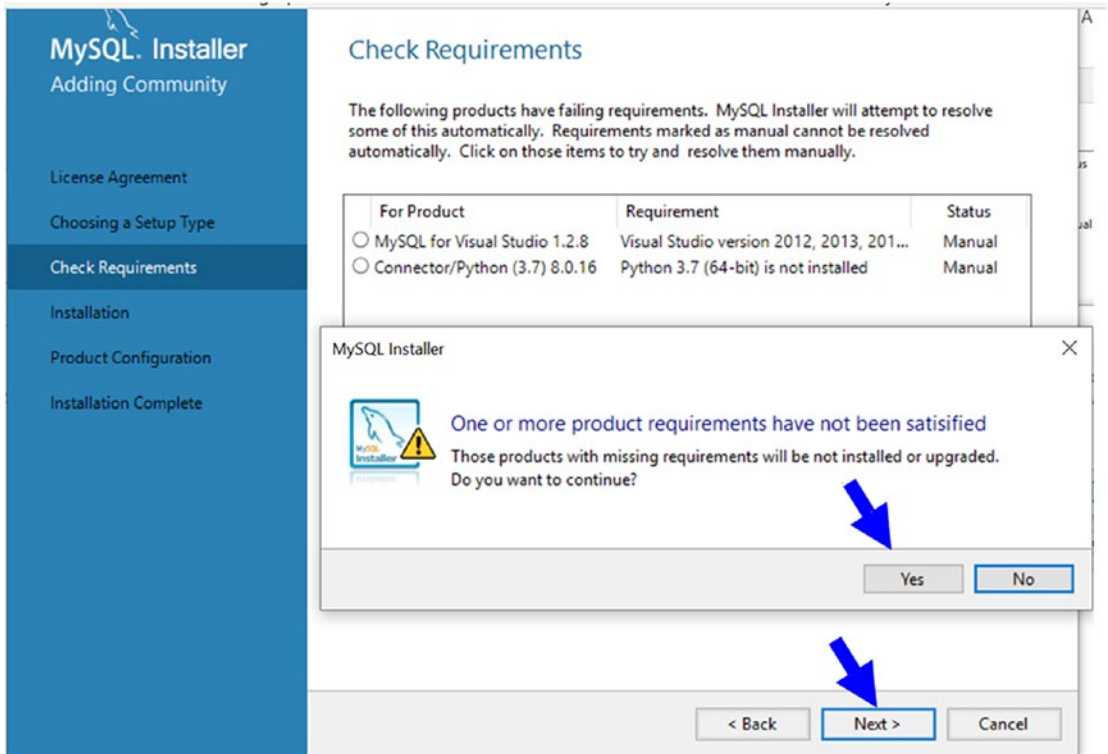 MySQL. Installer
Adding Community
License Agreement
Choosing a Setup Type
Check Requirements
Installation
Product Configuration
Installation Complete
Check Requirements
The following products have failing requirements. MySQL Installer will attempt to resolve
some of this automatically. Requirements marked as manual cannot be resolved
automatically. Click on those items to try and resolve them manually.
For Product Requirement Status
MySQL for Visual Studio 1.2.8 Visual Studio version 2012, 2013, 201... Manual
Connector/Python (3.7) 8.0.16 Python 3.7 (64-bit) is not installed Manual
MySQL Installer
One or more product requirements have not been satisified
Those products with missing requirements will be not installed or upgraded.
Do you want to continue?
Yes No
< Back Next > Cancel